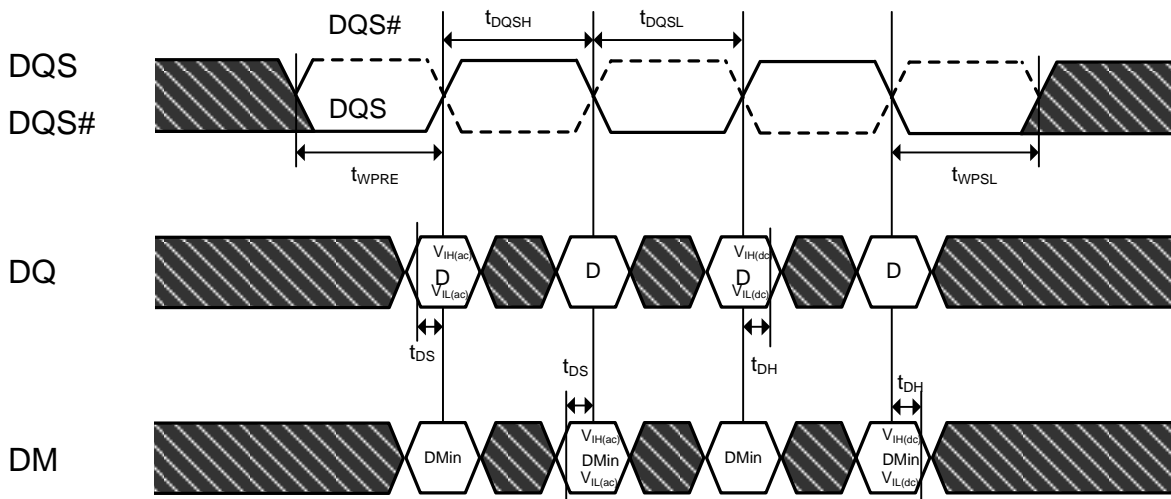 DQS#
tDQSH
tDQSL
DQS
DQS
DQS#
tWPRE
tWPSL
DQ
VIH(ac)
D
VIL(ac)
D
VIH(dc)
D
VIL(dc)
D
tDS
tDS
tDH
tDH
DM
DMin
VIH(ac)
DMin
VIL(ac)
DMin
VIH(dc)
DMin
VIL(dc)